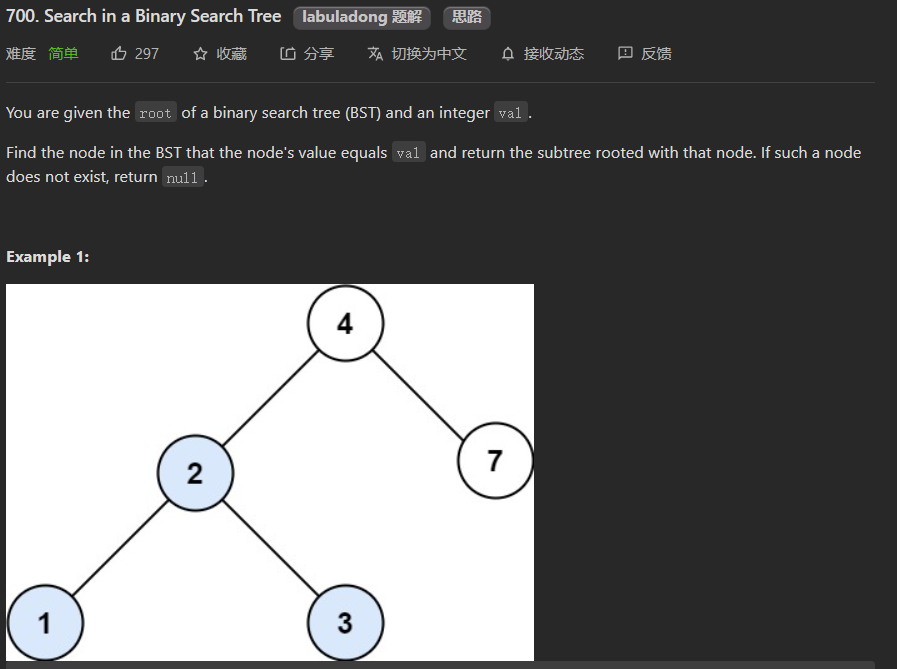 700. Search in a Binary Search Tree labuladong 题解 思路
难度 简单 297 收藏 分享 切换为中文 接收动态 反馈
You are given the root of a binary search tree (BST) and an integer val.
Find the node in the BST that the node's value equals val and return the subtree rooted with that node. If such a node
does not exist, return null.
Example 1:
4
2
7
1
3